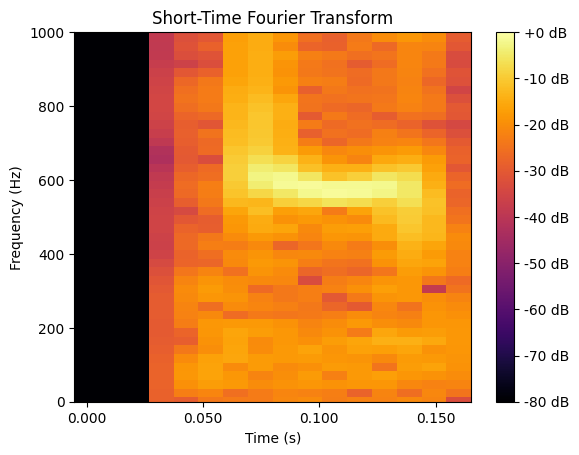 Short-Time Fourier Transform
1000
800
600
400
200
0
Frequency (Hz)
0.000
0.050
0.100
0.150
Time (s)
+0 dB
-10 dB
-20 dB
-30 dB
-40 dB
-50 dB
-60 dB
-70 dB
-80 dB